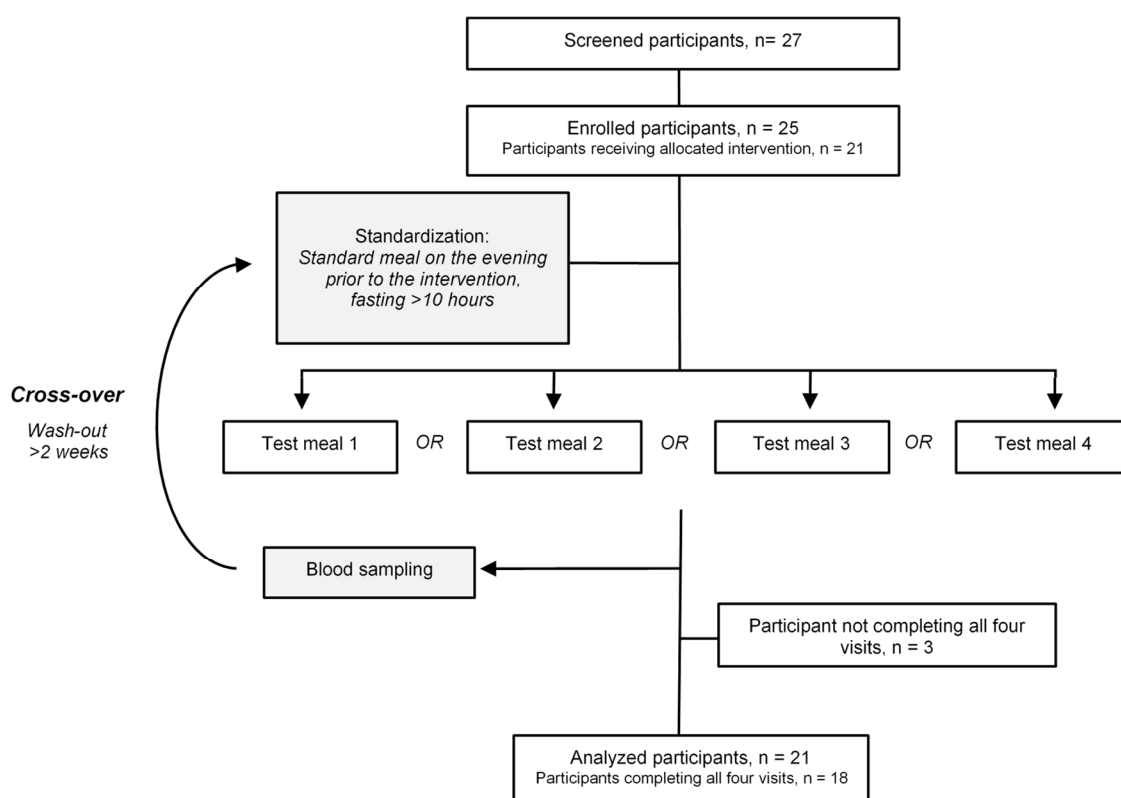 Screened participants, n= 27
Enrolled participants, n = 25
Participants receiving allocated intervention, n = 21
Standardization:
Standard meal on the evening
prior to the intervention,
fasting >10 hours
Cross-over
Wash-out
>2 weeks
Test meal 1 OR Test meal 2 OR Test meal 3 OR Test meal 4
Blood sampling
Participant not completing all four
visits, n = 3
Analyzed participants, n = 21
Participants completing all four visits, n = 18